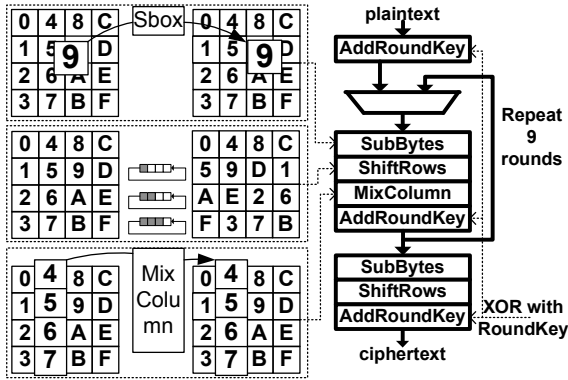 0 4 8 C Sbox 0 4 8 C
1 5 9 D 1 5 9 D
2 6 A E 2 6 A E
3 7 B F 3 7 B F
0 4 8 C 0 4 8 C
1 5 9 D 5 9 D 1
2 6 A E A E 2 6
3 7 B F F 3 7 B
0 4 8 C Mix 0 4 8 C
1 5 9 D Colu 1 5 9 D
2 6 A E mn 2 6 A E
3 7 B F 3 7 B F
plaintext
AddRoundKey
Repeat
9
rounds
SubBytes
ShiftRows
MixColumn
AddRoundKey
SubBytes
ShiftRows
AddRoundKey
XOR with
RoundKey
ciphertext